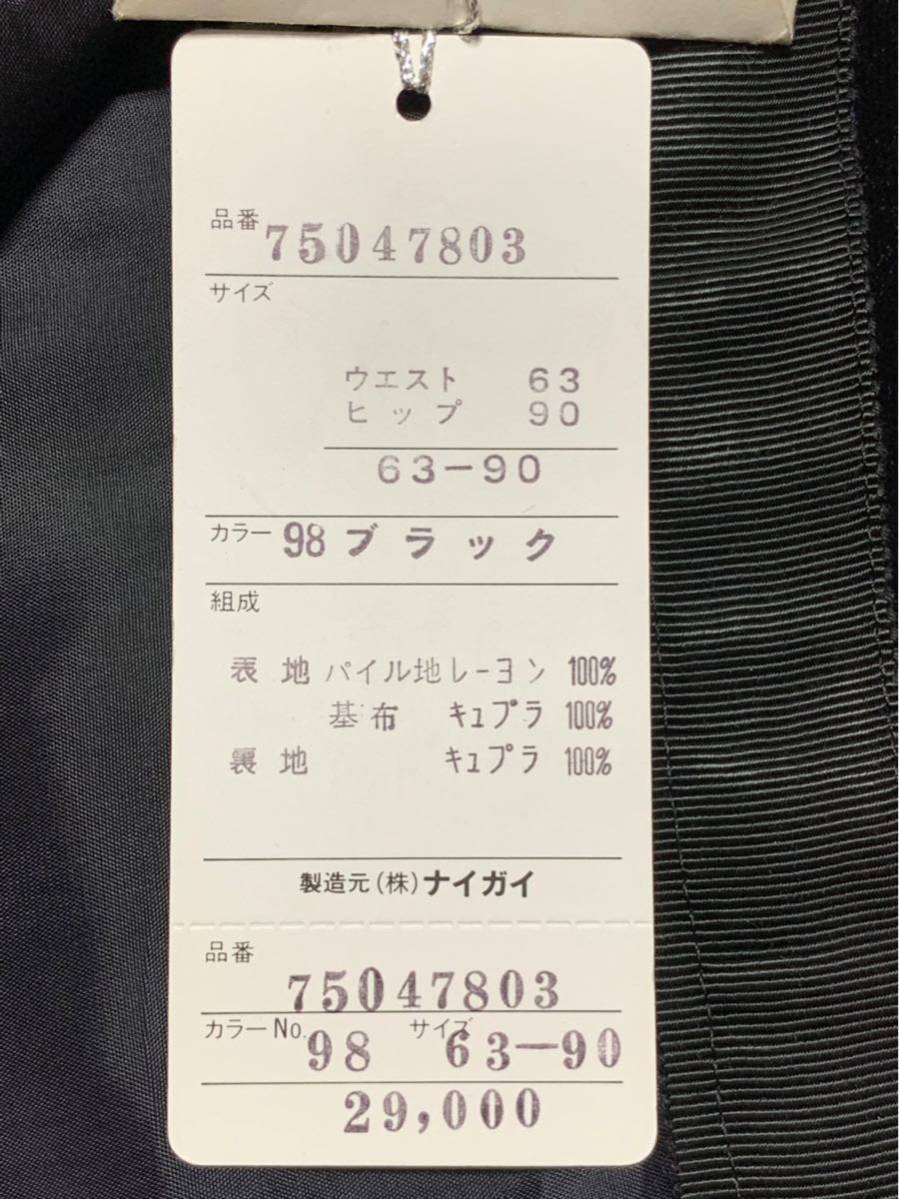 品番 75047803
サイズ
ウエスト 63
ヒップ 90
63-90
カラー 98 ブラック
組成
表地 パイル地レーヨン 100%
基布 キュプラ 100%
裏地 キュプラ 100%
製造元(株)ナイガイ
品番
75047803
カラーNo. 98 サイズ 63-90
29,000